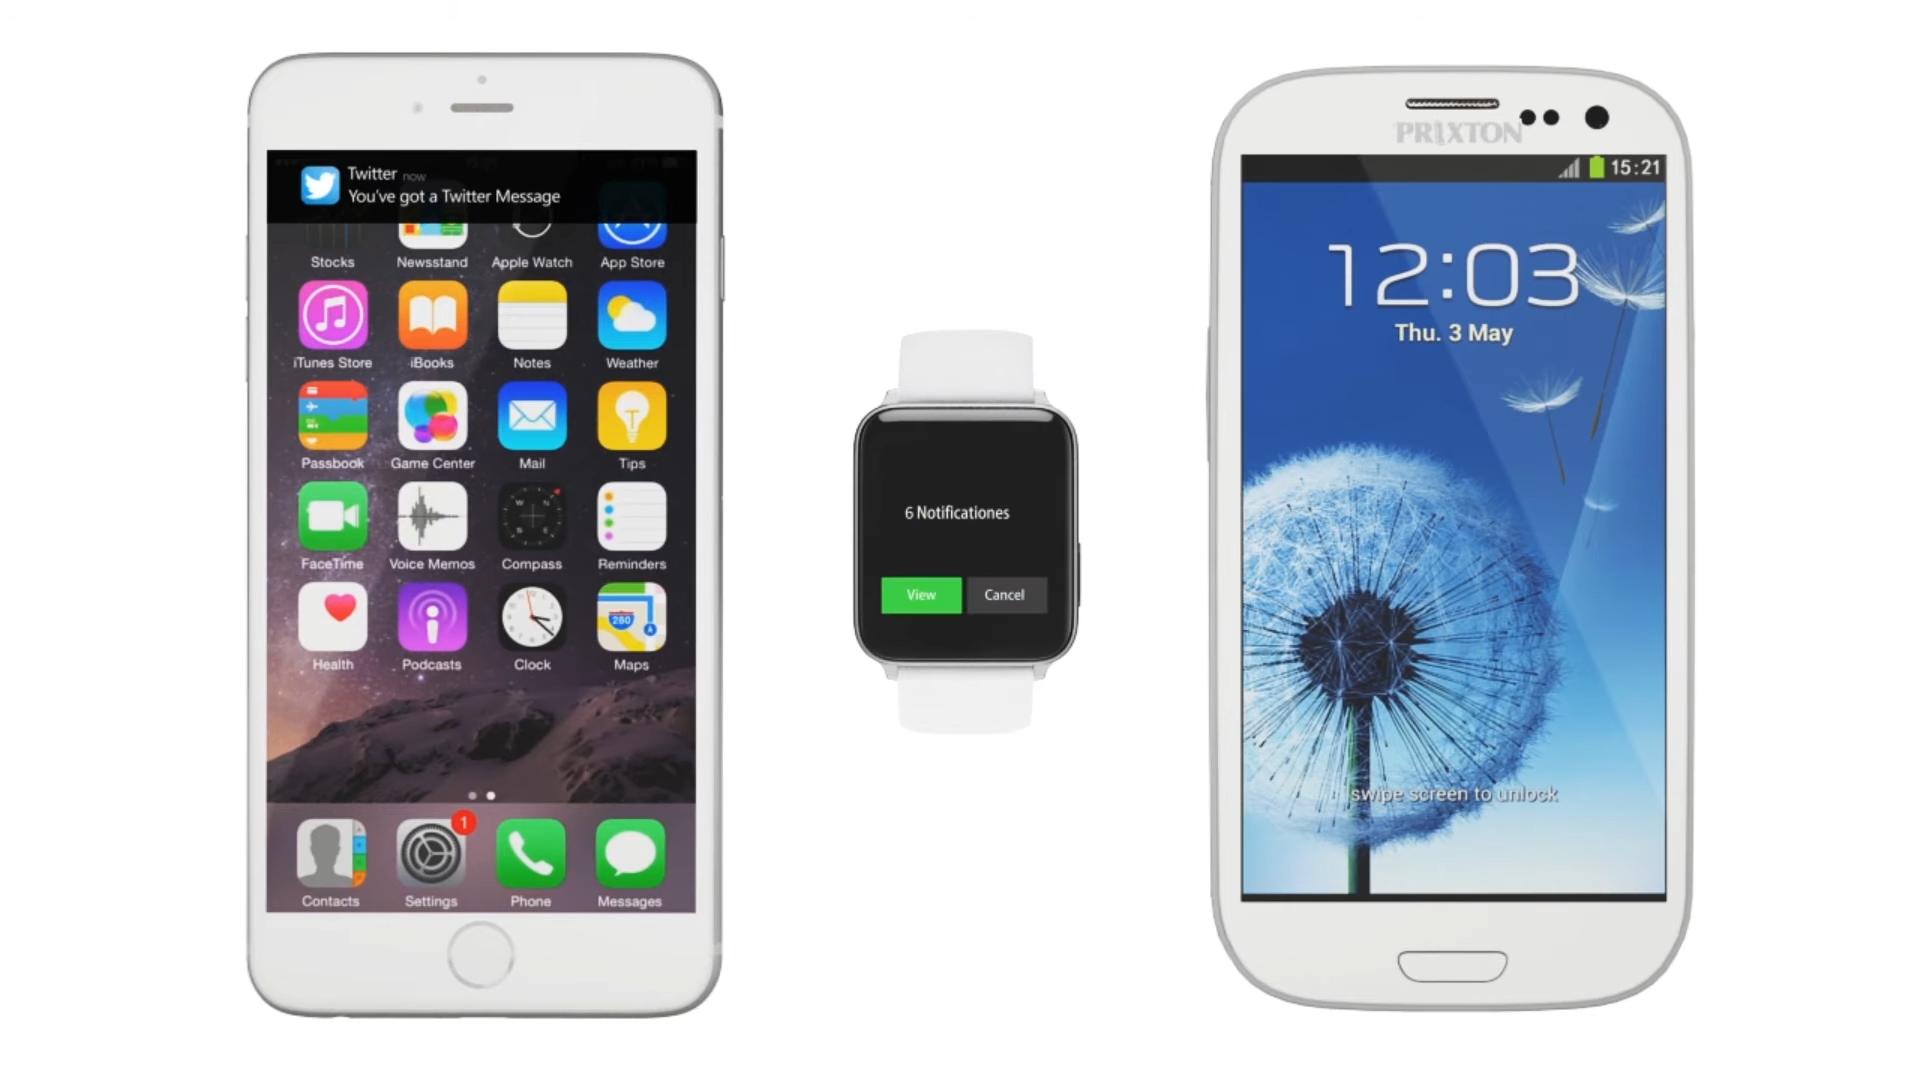 Twitter now
You've got a Twitter Message
Stocks Newsstand Apple Watch App Store
iTunes Store iBooks Notes Weather
Passbook Game Center Mail Tips
FaceTime Voice Memos Compass Reminders
280
Health Podcasts Clock Maps
1
Contacts Settings Phone Messages
6 Notificationes
View Cancel
PRIXTON
15:21
12:03
Thu. 3 May
swipe screen to unlock